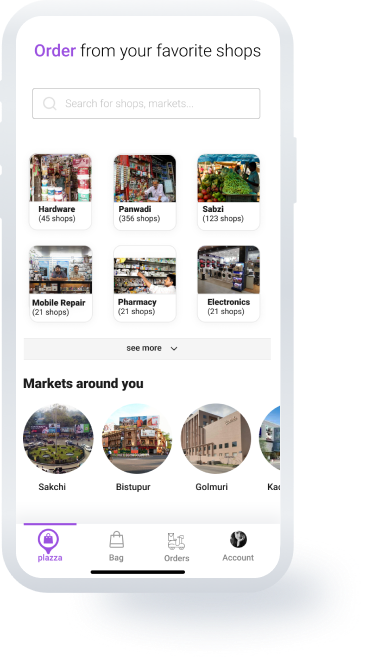 Order from your favorite shops
Search for shops, markets...
Hardware
(45 shops)
Panwadi
(356 shops)
Sabzi
(123 shops)
Mobile Repair
(21 shops)
Pharmacy
(21 shops)
Electronics
(21 shops)
see more
Markets around you
Sakchi
Bistupur
Golmuri
plazza
Bag
Orders
Account